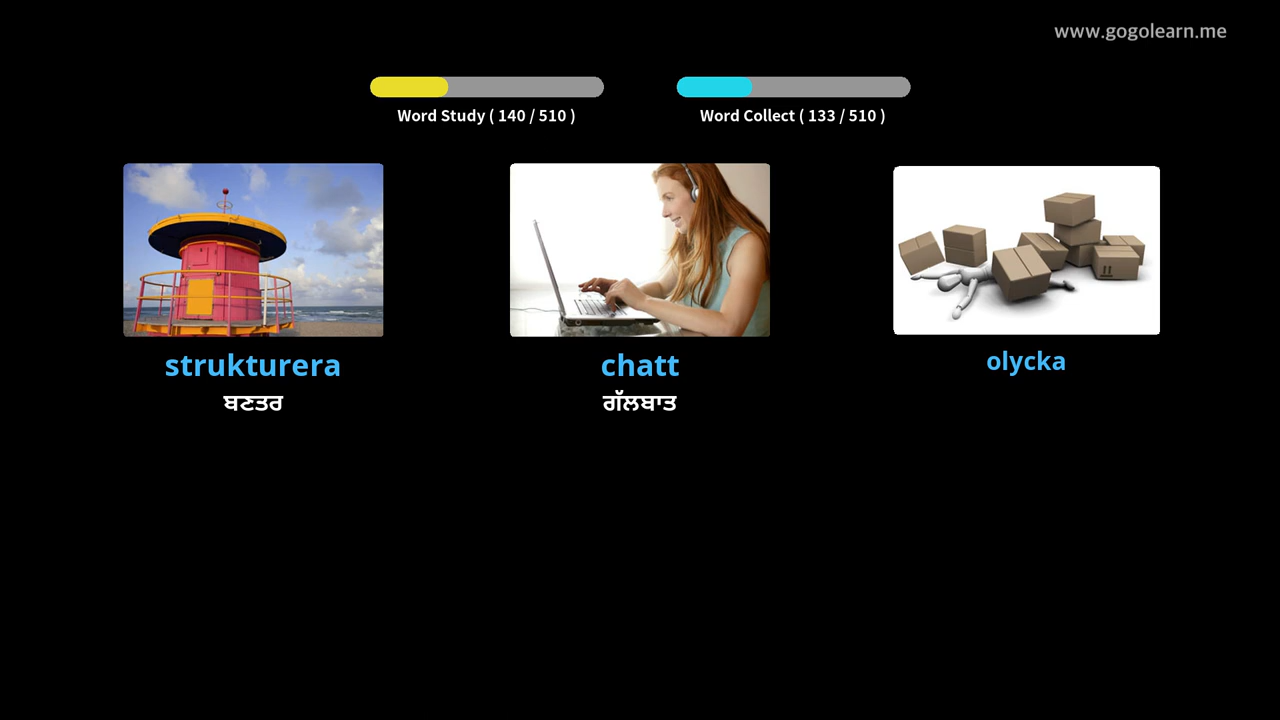 www.gogolearn.me
Word Study ( 140 / 510 )
Word Collect ( 133 / 510 )
strukturera
ਬਣਤਰ
chatt
ਗੱਲਬਾਤ
olycka